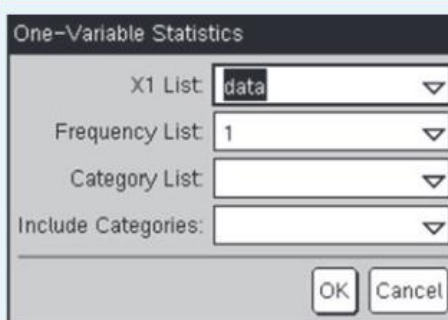 One-Variable Statistics
X1 List: data
Frequency List: 1
Category List:
Include Categories:
OK Cancel